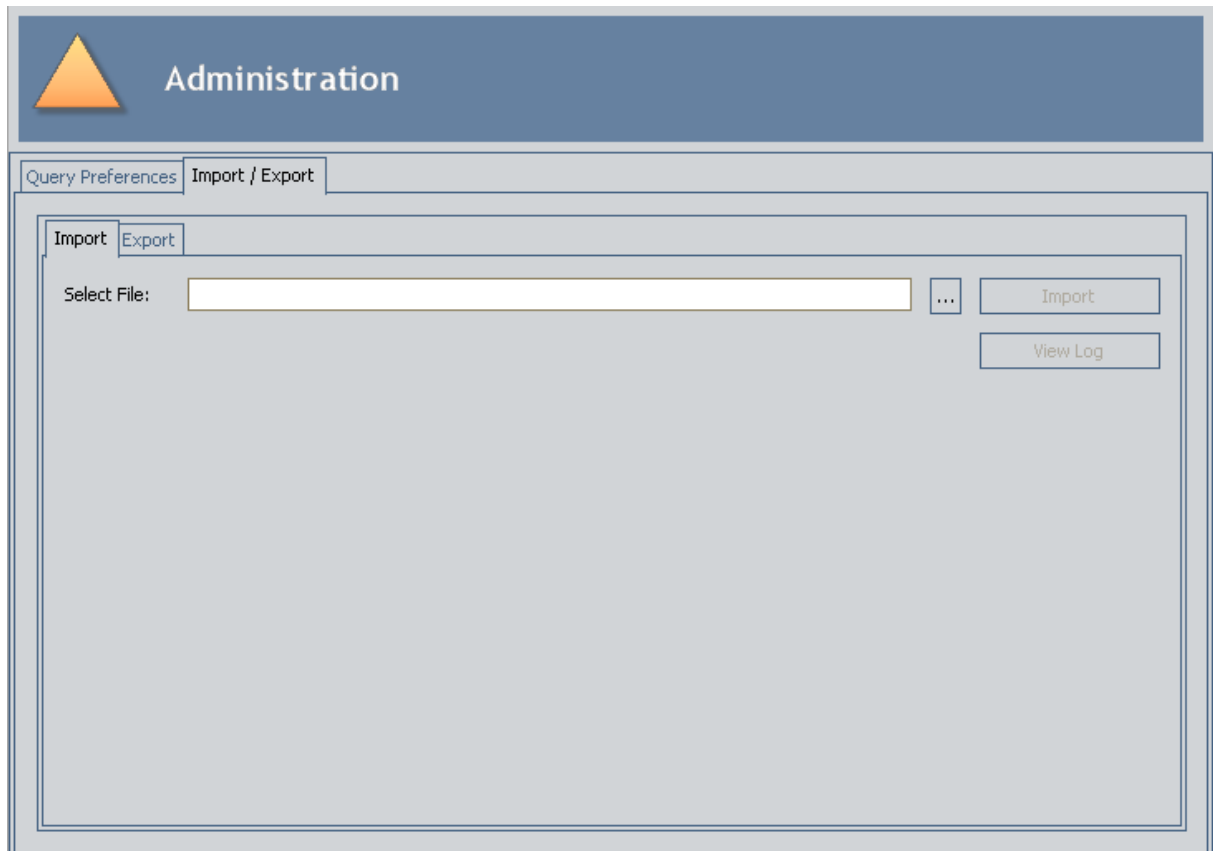 Administration
Query Preferences Import / Export
Import Export
Select File: ... Import
View Log